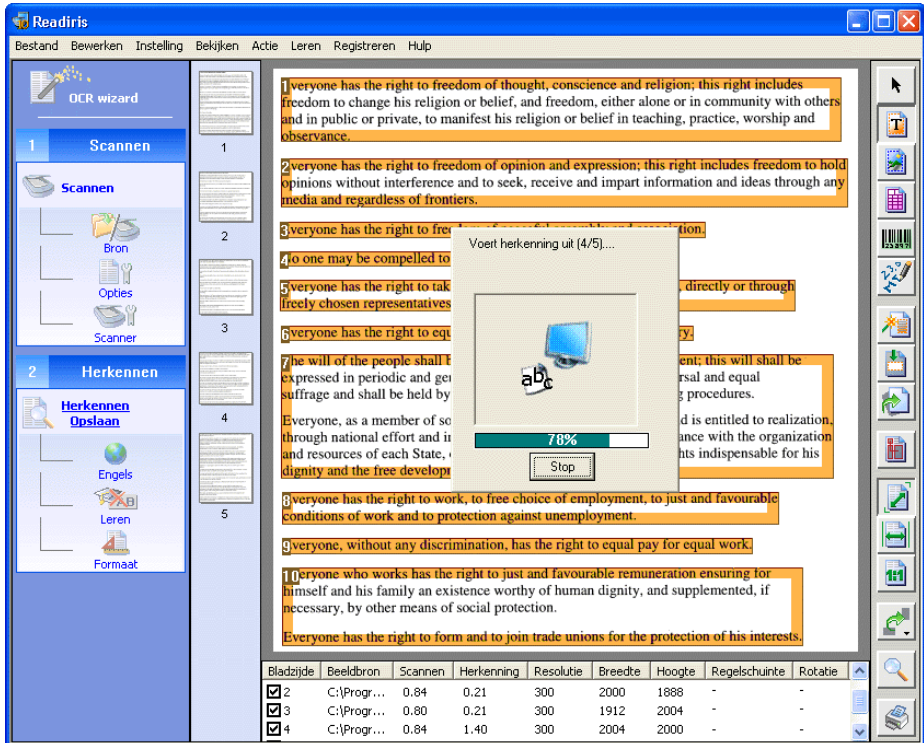 Readiris
Bestand Bewerken Instelling Bekijken Actie Leren Registreren Hulp
OCR wizard
1 Scannen
Scannen
Bron
Opties
Scanner
2 Herkennen
Herkennen
Opslaan
Engels
Leren
Formaat
1
2
3
4
5
1 veryone has the right to freedom of thought, conscience and religion; this right includes
freedom to change his religion or belief, and freedom, either alone or in community with others
and in public or private, to manifest his religion or belief in teaching, practice, worship and
observance.
2 veryone has the right to freedom of opinion and expression; this right includes freedom to hold
opinions without interference and to seek, receive and impart information and ideas through any
media and regardless of frontiers.
3 veryone has the right to freedom of peaceful assembly and association.
4 o one may be compelled to
5 veryone has the right to tak , directly or through
freely chosen representatives
6 veryone has the right to equ ry.
7 he will of the people shall b ent; this will shall be
expressed in periodic and ger rsal and equal
suffrage and shall be held by g procedures.
Everyone, as a member of so d is entitled to realization,
through national effort and in ance with the organization
and resources of each State, hts indispensable for his
dignity and the free develop
8 veryone has the right to work, to free choice of employment, to just and favourable
conditions of work and to protection against unemployment.
9 veryone, without any discrimination, has the right to equal pay for equal work.
10 eryone who works has the right to just and favourable remuneration ensuring for
himself and his family an existence worthy of human dignity, and supplemented, if
necessary, by other means of social protection.
Everyone has the right to form and to join trade unions for the protection of his interests.
Voert herkenning uit (4/5)....
abc
78%
Stop
1:1
Bladzijde Beeldbron Scannen Herkenning Resolutie Breedte Hoogte Regelschuinte Rotatie
2 C:\Progr... 0.84 0.21 300 2000 1888 - -
3 C:\Progr... 0.80 0.21 300 1912 2004 - -
4 C:\Progr... 0.84 1.40 300 2004 2000 - -